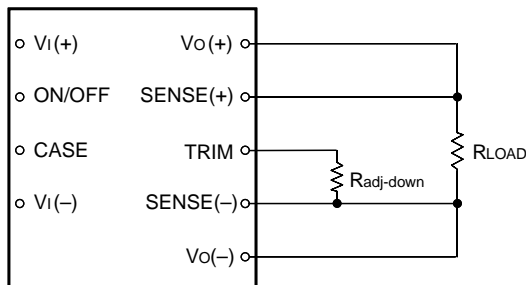 VI(+)
VO(+)
ON/OFF
SENSE(+)
CASE
TRIM
RLOAD
Radj-down
VI(–)
SENSE(–)
VO(–)